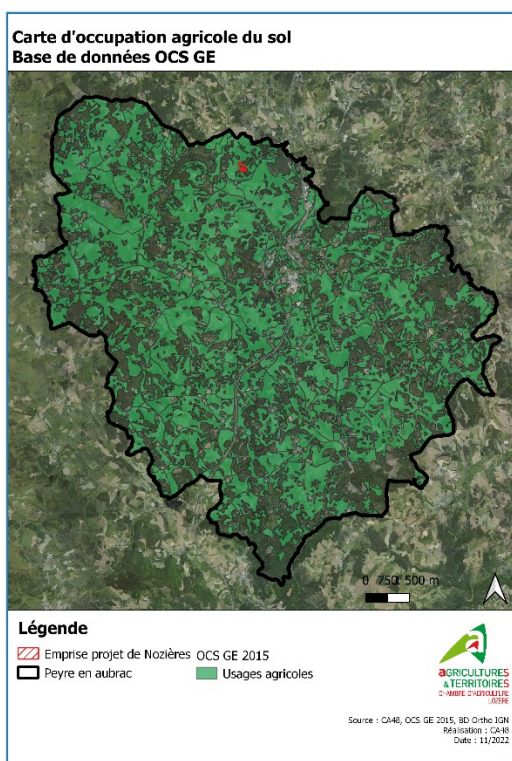 Carte d'occupation agricole du sol
Base de données OCS GE
0 750 1 500 m
Légende
Emprise projet de Nozières OCS GE 2015
Peyre en aubrac Usages agricoles
aGRICULTURES
& TERRITOIRES
CHAMBRE D'AGRICULTURE
LOZÈRE
Source : CA48, OCS GE 2015, BD Ortho IGN
Réalisation : CA48
Date : 11/2022